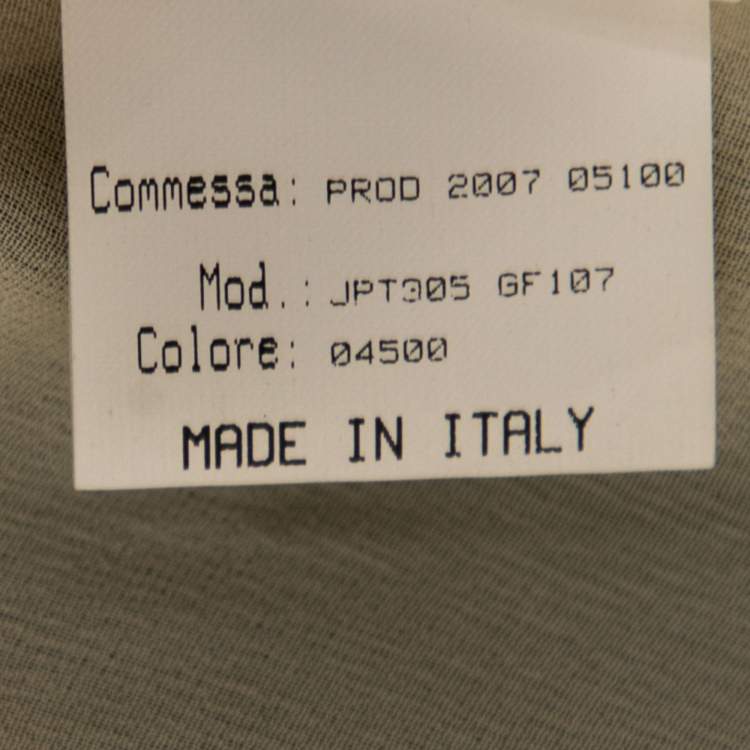 Commessa: PROD 2007 05100
Mod.: JPT305 GF107
Colore: 04500
MADE IN ITALY